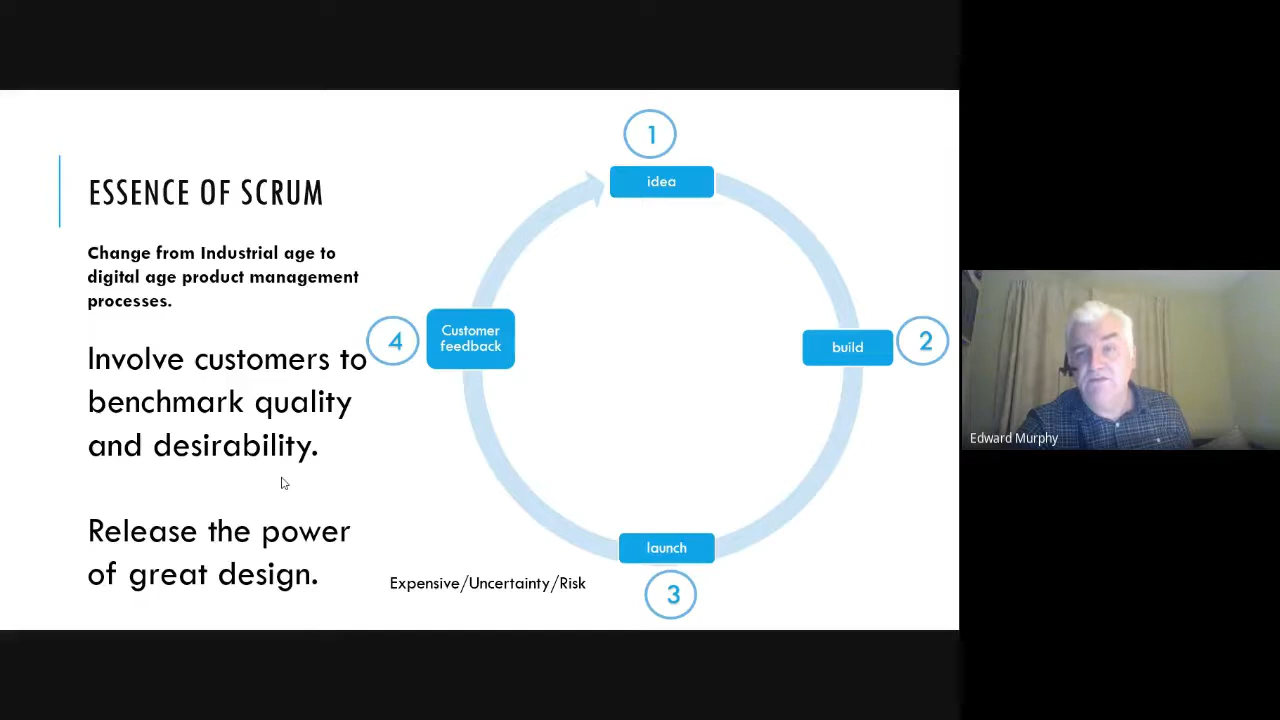 ESSENCE OF SCRUM
Change from Industrial age to
digital age product management
processes.
Involve customers to
benchmark quality
and desirability.
Release the power
of great design.
1
idea
2
build
3
launch
4
Customer
feedback
Expensive/Uncertainty/Risk
Edward Murphy